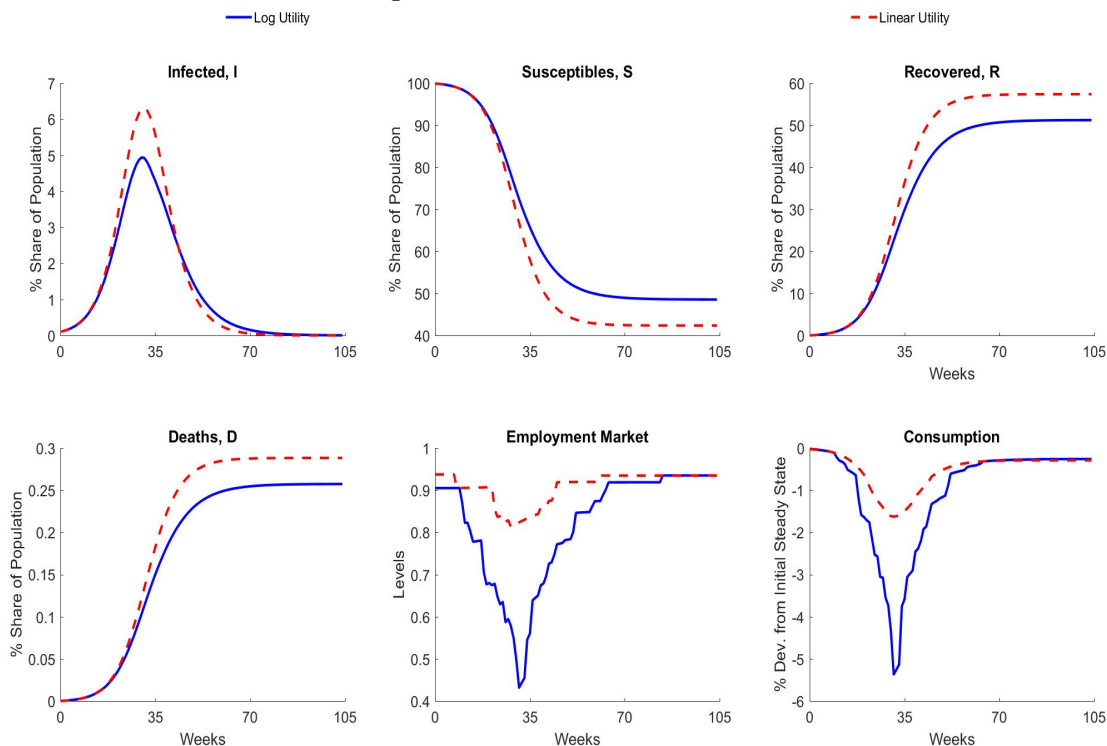 Log Utility
Linear Utility
Infected, I
% Share of Population
7
6
5
4
3
2
1
0
0 35 70 105
Susceptibles, S
% Share of Population
100
90
80
70
60
50
40
0 35 70 105
Recovered, R
% Share of Population
60
50
40
30
20
10
0
0 35 70 105
Weeks
Deaths, D
% Share of Population
0.3
0.25
0.2
0.15
0.1
0.05
0
0 35 70 105
Weeks
Employment Market
Levels
1
0.9
0.8
0.7
0.6
0.5
0.4
0 35 70 105
Weeks
Consumption
% Dev. from Initial Steady State
0
-1
-2
-3
-4
-5
-6
0 35 70 105
Weeks